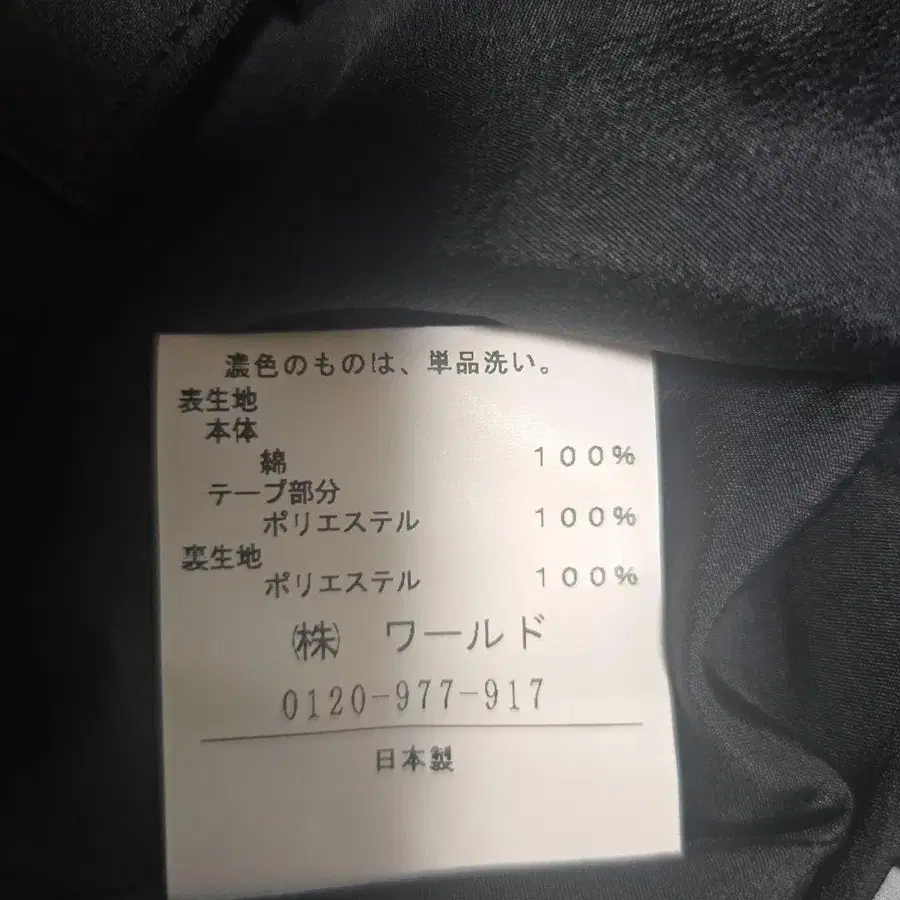 濃色のものは、単品洗い。
表生地
本体
綿 100%
テープ部分
ポリエステル 100%
裏生地
ポリエステル 100%
㈱ ワールド
0120-977-917
日本製